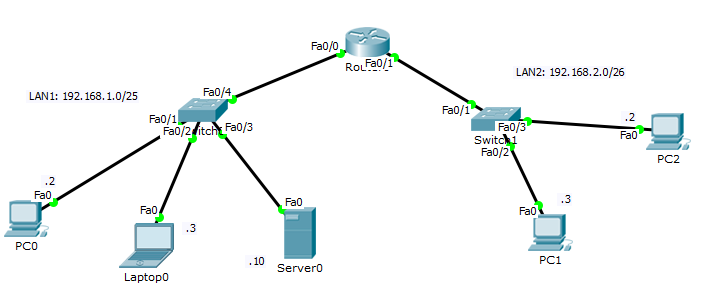 Fa0/0
Fa0/1
LAN2: 192.168.2.0/26
LAN1: 192.168.1.0/25
Fa0/4
Fa0/1
Fa0/1
Fa0/2
Fa0/3
Fa0/3
Switch1
Fa0/2
.2
Fa0
PC2
.2
Fa0
PC0
Fa0
.3
Laptop0
Fa0
.10
Server0
.3
Fa0
PC1